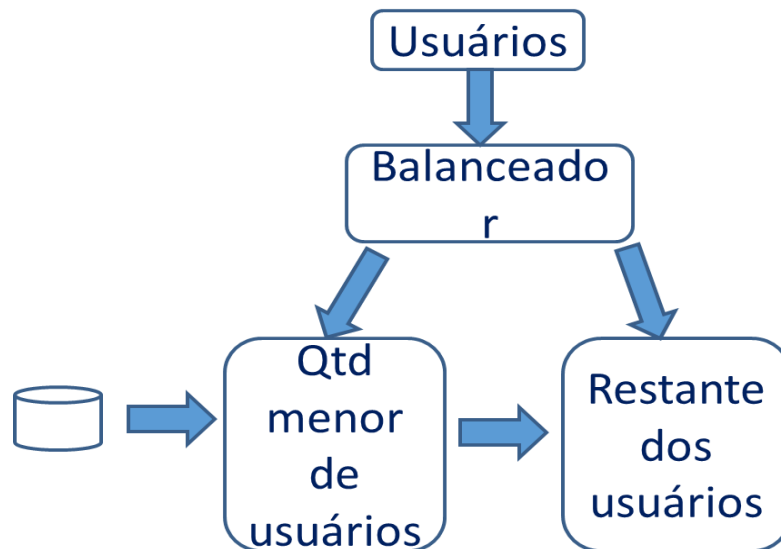 Usuários
Balanceado
r
Qtd
menor
de
usuários
Restante
dos
usuários